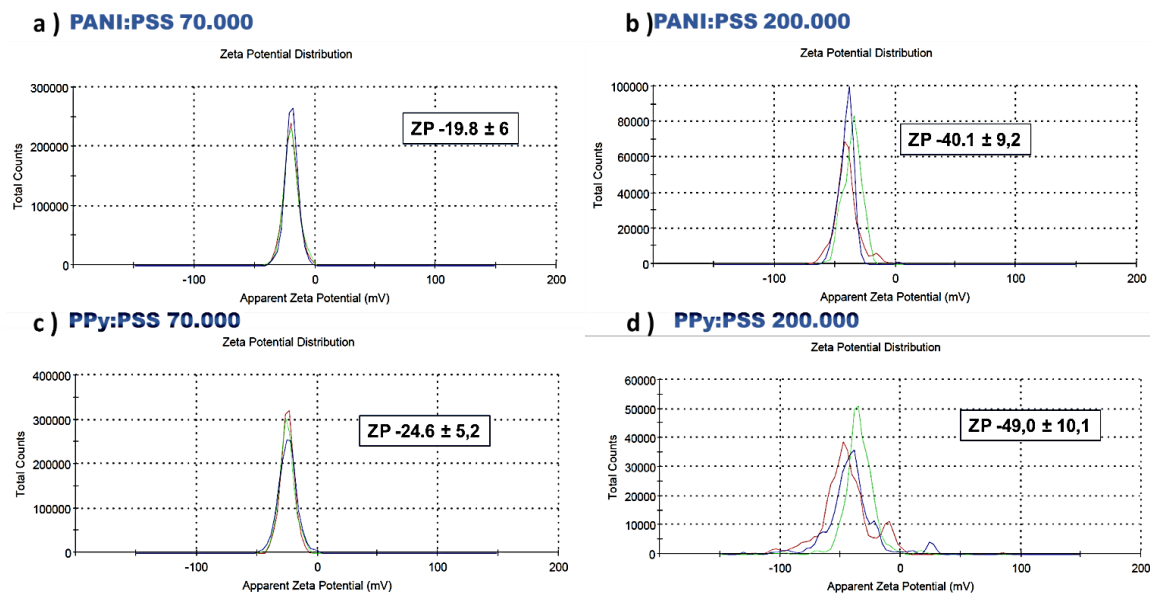 a ) PANI:PSS 70.000
Zeta Potential Distribution
300000
200000
100000
0
Total Counts
ZP -19.8 ± 6
-100
0
100
200
Apparent Zeta Potential (mV)
b ) PANI:PSS 200.000
Zeta Potential Distribution
100000
80000
60000
40000
20000
0
Total Counts
ZP -40.1 ± 9,2
-100
0
100
200
Apparent Zeta Potential (mV)
c ) PPy:PSS 70.000
Zeta Potential Distribution
400000
300000
200000
100000
0
Total Counts
ZP -24.6 ± 5,2
-100
0
100
200
Apparent Zeta Potential (mV)
d ) PPy:PSS 200.000
Zeta Potential Distribution
60000
50000
40000
30000
20000
10000
0
Total Counts
ZP -49,0 ± 10,1
-100
0
100
200
Apparent Zeta Potential (mV)